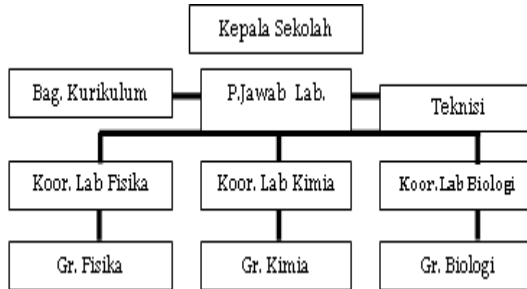 Kepala Sekolah
Bag. Kurikulum
P.Jawab Lab.
Teknisi
Koor. Lab Fisika
Koor. Lab Kimia
Koor.Lab Biologi
Gr. Fisika
Gr. Kimia
Gr. Biologi